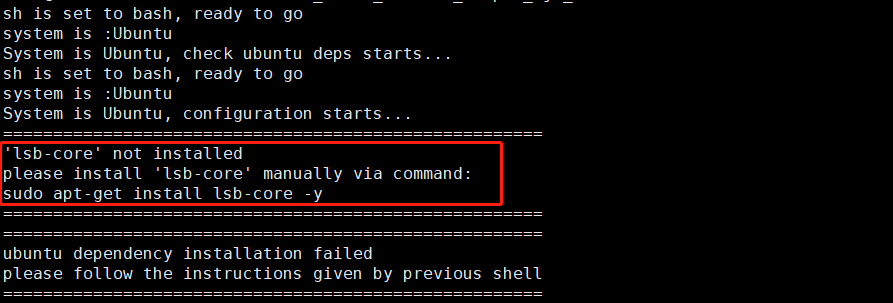 sh is set to bash, ready to go
system is :Ubuntu
System is Ubuntu, check ubuntu deps starts...
sh is set to bash, ready to go
system is :Ubuntu
System is Ubuntu, configuration starts...
======================================================
'lsb-core' not installed
please install 'lsb-core' manually via command:
sudo apt-get install lsb-core -y
======================================================
======================================================
ubuntu dependency installation failed
please follow the instructions given by previous shell
======================================================